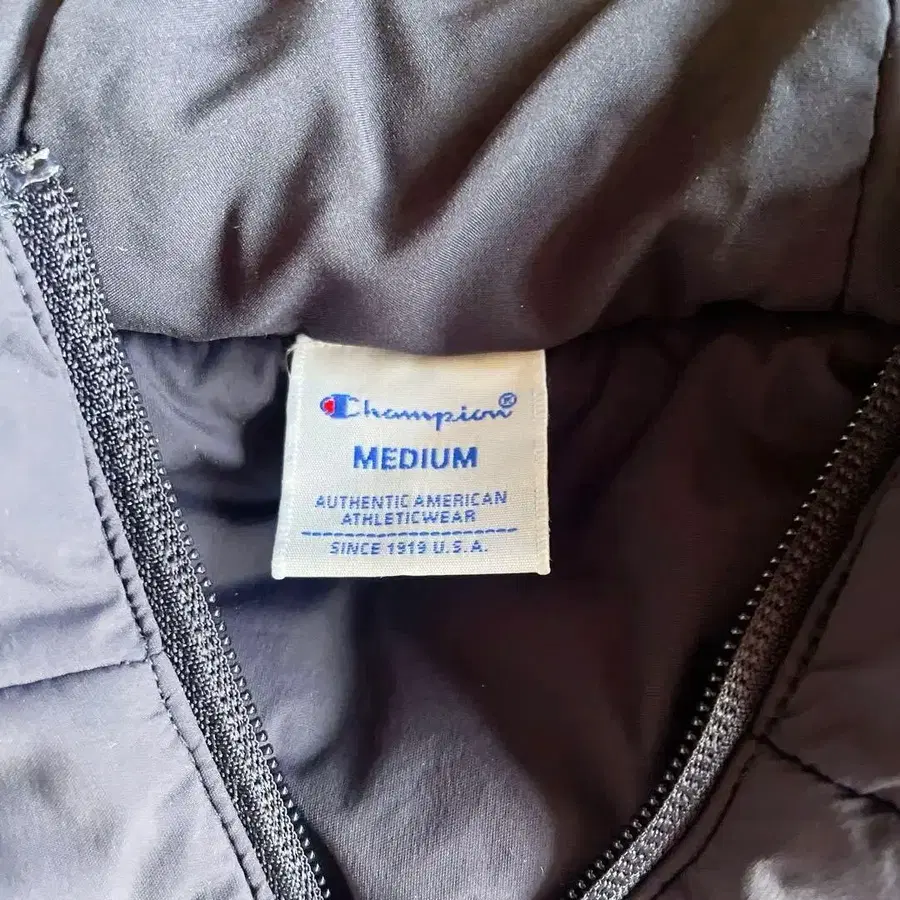 Champion®
MEDIUM
AUTHENTIC AMERICAN
ATHLETICWEAR
SINCE 1919 U.S.A.